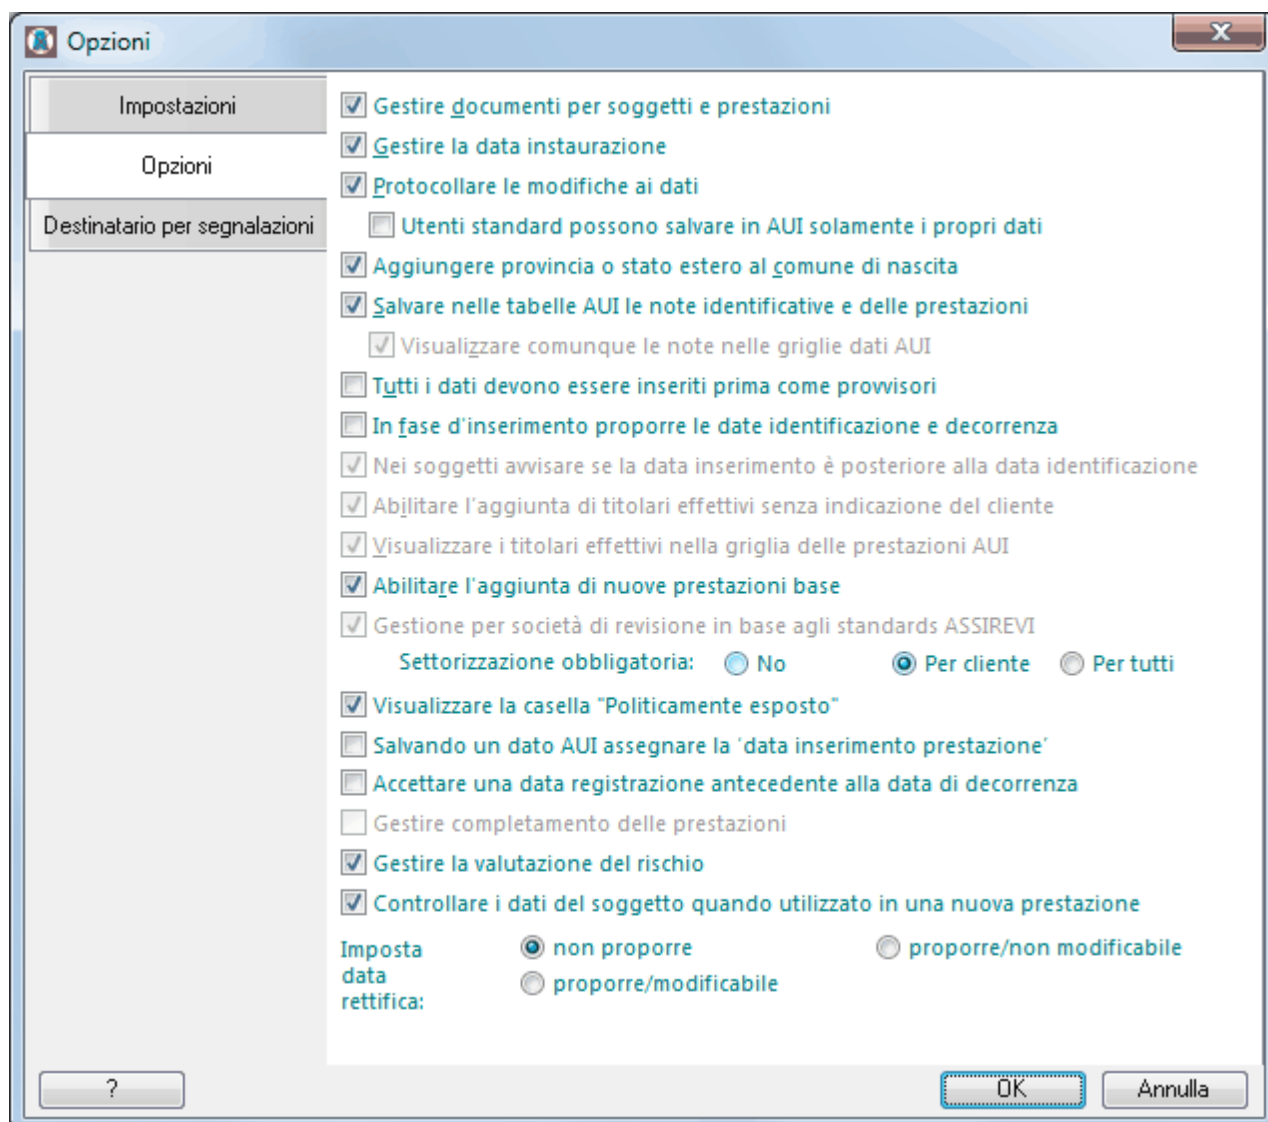 Opzioni
x
Impostazioni
Opzioni
Destinatario per segnalazioni
Gestire documenti per soggetti e prestazioni
Gestire la data instaurazione
Protocollare le modifiche ai dati
Utenti standard possono salvare in AUI solamente i propri dati
Aggiungere provincia o stato estero al comune di nascita
Salvare nelle tabelle AUI le note identificative e delle prestazioni
Visualizzare comunque le note nelle griglie dati AUI
Tutti i dati devono essere inseriti prima come provvisori
In fase d'inserimento proporre le date identificazione e decorrenza
Nei soggetti avvisare se la data inserimento è posteriore alla data identificazione
Abilitare l'aggiunta di titolari effettivi senza indicazione del cliente
Visualizzare i titolari effettivi nella griglia delle prestazioni AUI
Abilitare l'aggiunta di nuove prestazioni base
Gestione per società di revisione in base agli standards ASSIREVI
Settorizzazione obbligatoria: No Per cliente Per tutti
Visualizzare la casella "Politicamente esposto"
Salvando un dato AUI assegnare la 'data inserimento prestazione'
Accettare una data registrazione antecedente alla data di decorrenza
Gestire completamento delle prestazioni
Gestire la valutazione del rischio
Controllare i dati del soggetto quando utilizzato in una nuova prestazione
Imposta data rettifica:
non proporre proporre/non modificabile
proporre/modificabile
? OK Annulla